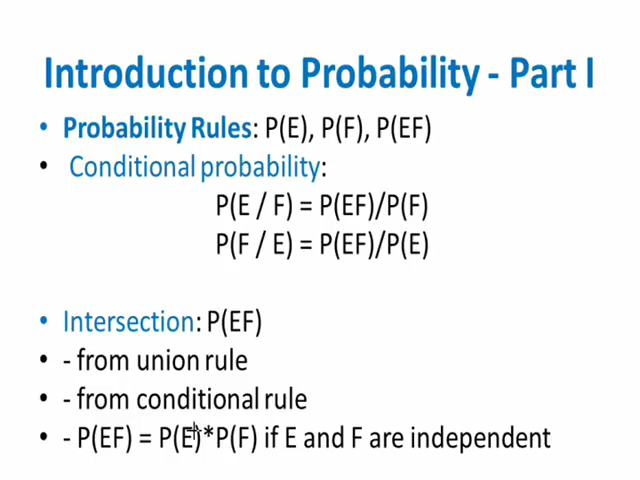 Introduction to Probability - Part I
• Probability Rules: P(E), P(F), P(EF)
• Conditional probability:
P(E / F) = P(EF)/P(F)
P(F / E) = P(EF)/P(E)
• Intersection: P(EF)
• - from union rule
• - from conditional rule
• - P(EF) = P(E)*P(F) if E and F are independent